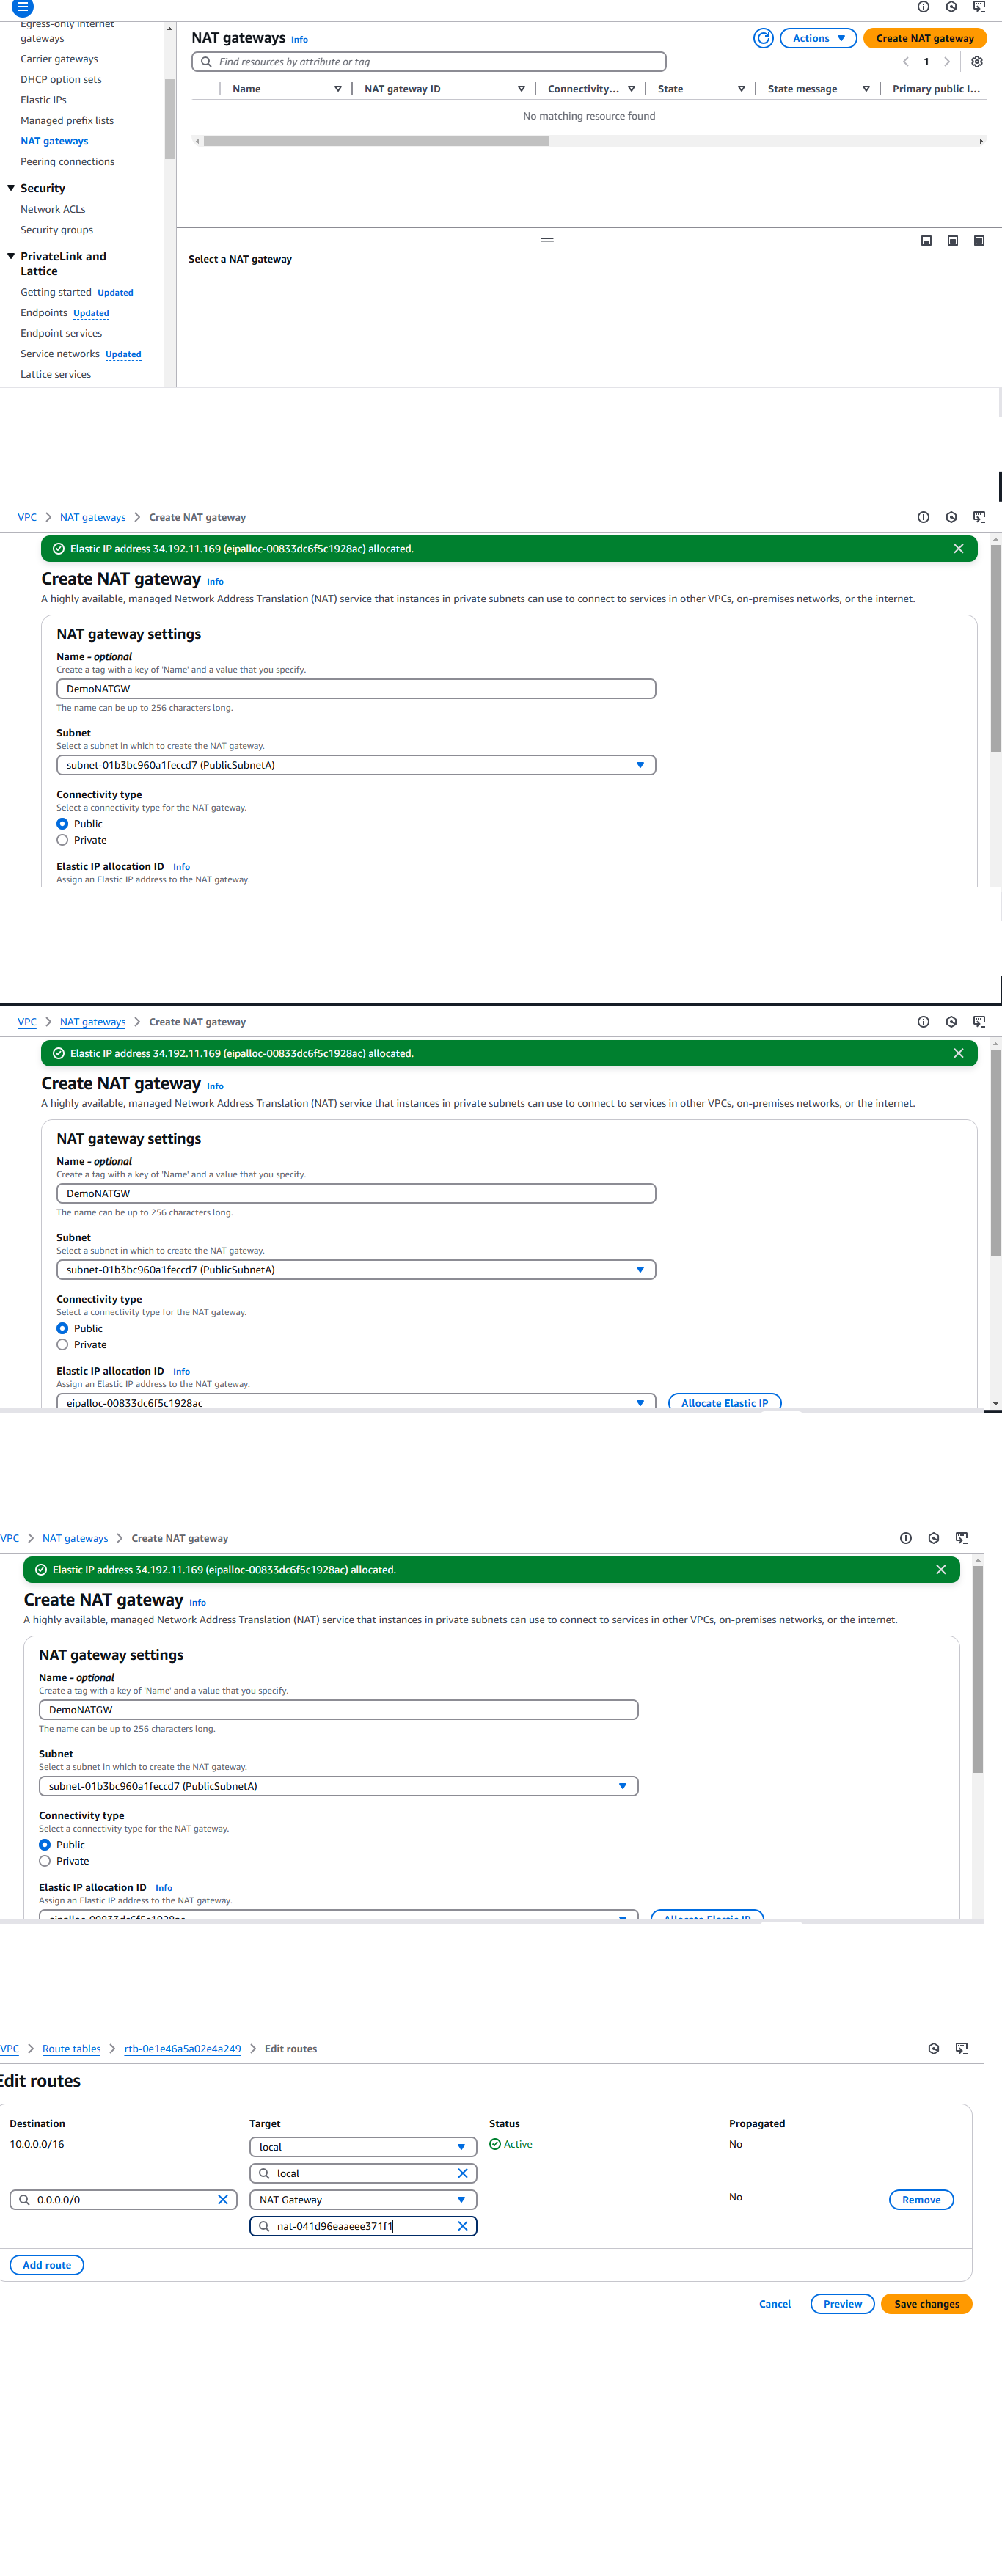 Egress-only internet
gateways
Carrier gateways
DHCP option sets
Elastic IPs
Managed prefix lists
NAT gateways
Peering connections
Security
Network ACLs
Security groups
PrivateLink and
Lattice
Getting started Updated
Endpoints Updated
Endpoint services
Service networks Updated
Lattice services
NAT gateways Info
Actions
Create NAT gateway
Find resources by attribute or tag
1
Name NAT gateway ID Connectivity... State State message Primary public I...
No matching resource found
Select a NAT gateway
VPC NAT gateways Create NAT gateway
Elastic IP address 34.192.11.169 (eipalloc-00833dc6f5c1928ac) allocated.
Create NAT gateway Info
A highly available, managed Network Address Translation (NAT) service that instances in private subnets can use to connect to services in other VPCs, on-premises networks, or the internet.
NAT gateway settings
Name - optional
Create a tag with a key of 'Name' and a value that you specify.
DemoNATGW
The name can be up to 256 characters long.
Subnet
Select a subnet in which to create the NAT gateway.
subnet-01b3bc960a1feccd7 (PublicSubnetA)
Connectivity type
Select a connectivity type for the NAT gateway.
Public
Private
Elastic IP allocation ID Info
Assign an Elastic IP address to the NAT gateway.
VPC NAT gateways Create NAT gateway
Elastic IP address 34.192.11.169 (eipalloc-00833dc6f5c1928ac) allocated.
Create NAT gateway Info
A highly available, managed Network Address Translation (NAT) service that instances in private subnets can use to connect to services in other VPCs, on-premises networks, or the internet.
NAT gateway settings
Name - optional
Create a tag with a key of 'Name' and a value that you specify.
DemoNATGW
The name can be up to 256 characters long.
Subnet
Select a subnet in which to create the NAT gateway.
subnet-01b3bc960a1feccd7 (PublicSubnetA)
Connectivity type
Select a connectivity type for the NAT gateway.
Public
Private
Elastic IP allocation ID Info
Assign an Elastic IP address to the NAT gateway.
eipalloc-00833dc6f5c1928ac Allocate Elastic IP
VPC NAT gateways Create NAT gateway
Elastic IP address 34.192.11.169 (eipalloc-00833dc6f5c1928ac) allocated.
Create NAT gateway Info
A highly available, managed Network Address Translation (NAT) service that instances in private subnets can use to connect to services in other VPCs, on-premises networks, or the internet.
NAT gateway settings
Name - optional
Create a tag with a key of 'Name' and a value that you specify.
DemoNATGW
The name can be up to 256 characters long.
Subnet
Select a subnet in which to create the NAT gateway.
subnet-01b3bc960a1feccd7 (PublicSubnetA)
Connectivity type
Select a connectivity type for the NAT gateway.
Public
Private
Elastic IP allocation ID Info
Assign an Elastic IP address to the NAT gateway.
eipalloc-00833dc6f5c1928ac Allocate Elastic IP
VPC Route tables rtb-0e1e46a5a02e4a249 Edit routes
Edit routes
Destination Target Status Propagated
10.0.0.0/16 local Active No
local
0.0.0.0/0 NAT Gateway – No Remove
nat-041d96eaaeee371f1
Add route
Cancel Preview Save changes